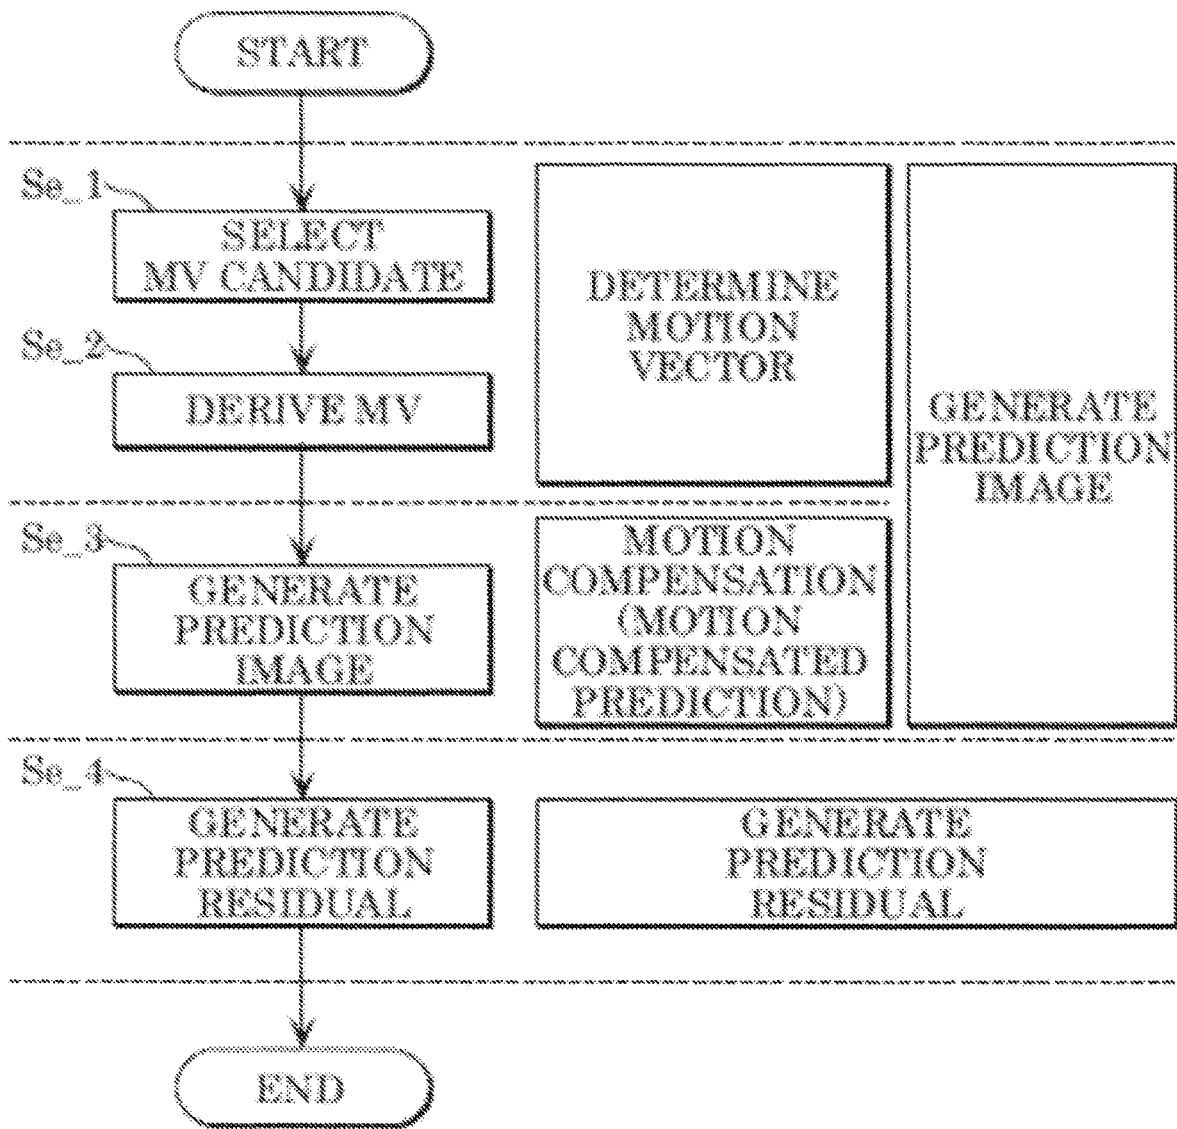 START
Se_1
SELECT
MV CANDIDATE
Se_2
DERIVE MV
DETERMINE
MOTION
VECTOR
GENERATE
PREDICTION
IMAGE
Se_3
GENERATE
PREDICTION
IMAGE
MOTION
COMPENSATION
(MOTION
COMPENSATED
PREDICTION)
Se_4
GENERATE
PREDICTION
RESIDUAL
GENERATE
PREDICTION
RESIDUAL
END